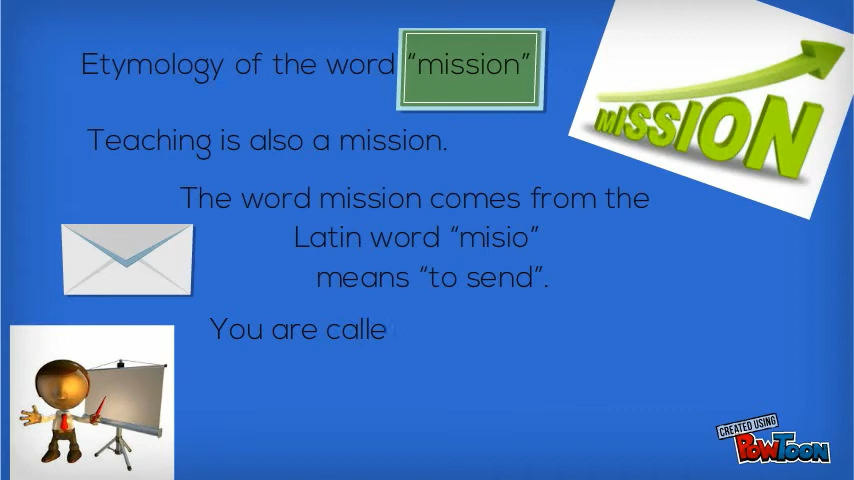 Etymology of the word "mission"
MISSION
Teaching is also a mission.
The word mission comes from the
Latin word "misio"
means "to send".
You are calle
CREATED USING
POWTOON